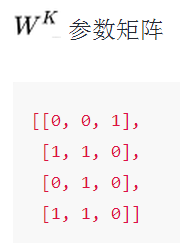 W^K 参数矩阵
[[0, 0, 1],
[1, 1, 0],
[0, 1, 0],
[1, 1, 0]]